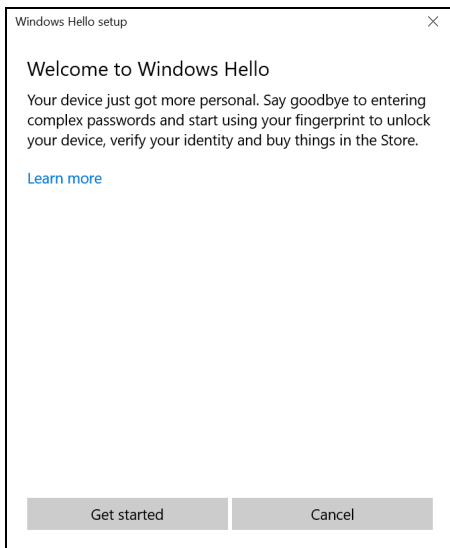 Windows Hello setup
Welcome to Windows Hello
Your device just got more personal. Say goodbye to entering
complex passwords and start using your fingerprint to unlock
your device, verify your identity and buy things in the Store.
Learn more
Get started
Cancel